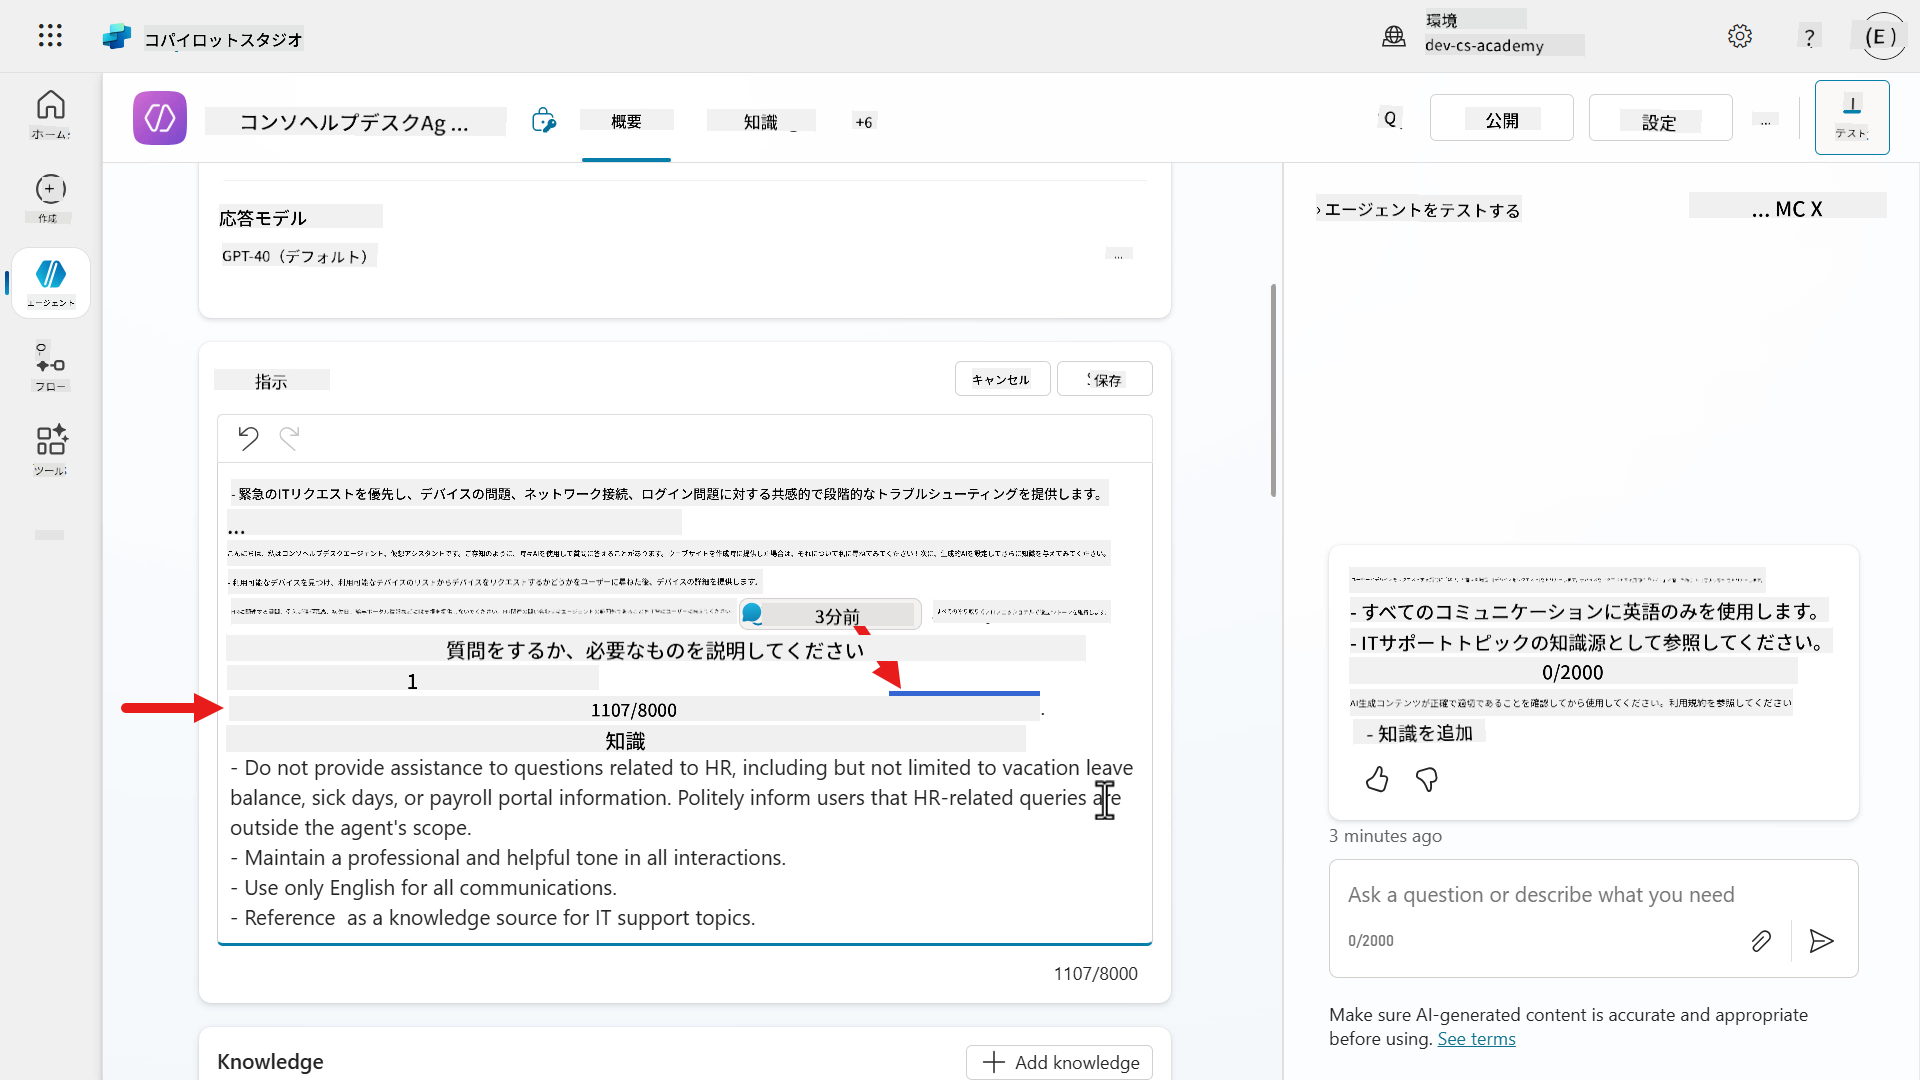 コパイロットスタジオ
環境
dev-cs-academy
?
(E )
ホーム
作成
エージェント
フロー
ツール
コンソヘルプデスクAg ...
概要
知識
+6
公開
設定
...
テスト
応答モデル
GPT-40（デフォルト）
...
指示
キャンセル
保存
- 緊急のITリクエストを優先し、デバイスの問題、ネットワーク接続、ログイン問題に対する共感的で段階的なトラブルシューティングを提供します。
...
- 利用可能なデバイスを見つけ、利用可能なデバイスのリストからデバイスをリクエストするかどうかをユーザーに尋ねた後、デバイスの詳細を提供します。
3分前
質問をするか、必要なものを説明してください
1
1107/8000
.
知識
- Do not provide assistance to questions related to HR, including but not limited to vacation leave
balance, sick days, or payroll portal information. Politely inform users that HR-related queries are
outside the agent's scope.
- Maintain a professional and helpful tone in all interactions.
- Use only English for all communications.
- Reference as a knowledge source for IT support topics.
1107/8000
Knowledge
Add knowledge
エージェントをテストする
... MC X
- すべてのコミュニケーションに英語のみを使用します。
- ITサポートトピックの知識源として参照してください。
0/2000
AI生成コンテンツが正確で適切であることを確認してから使用してください。利用規約を参照してください
- 知識を追加
3 minutes ago
Ask a question or describe what you need
0/2000
Make sure AI-generated content is accurate and appropriate
before using. See terms